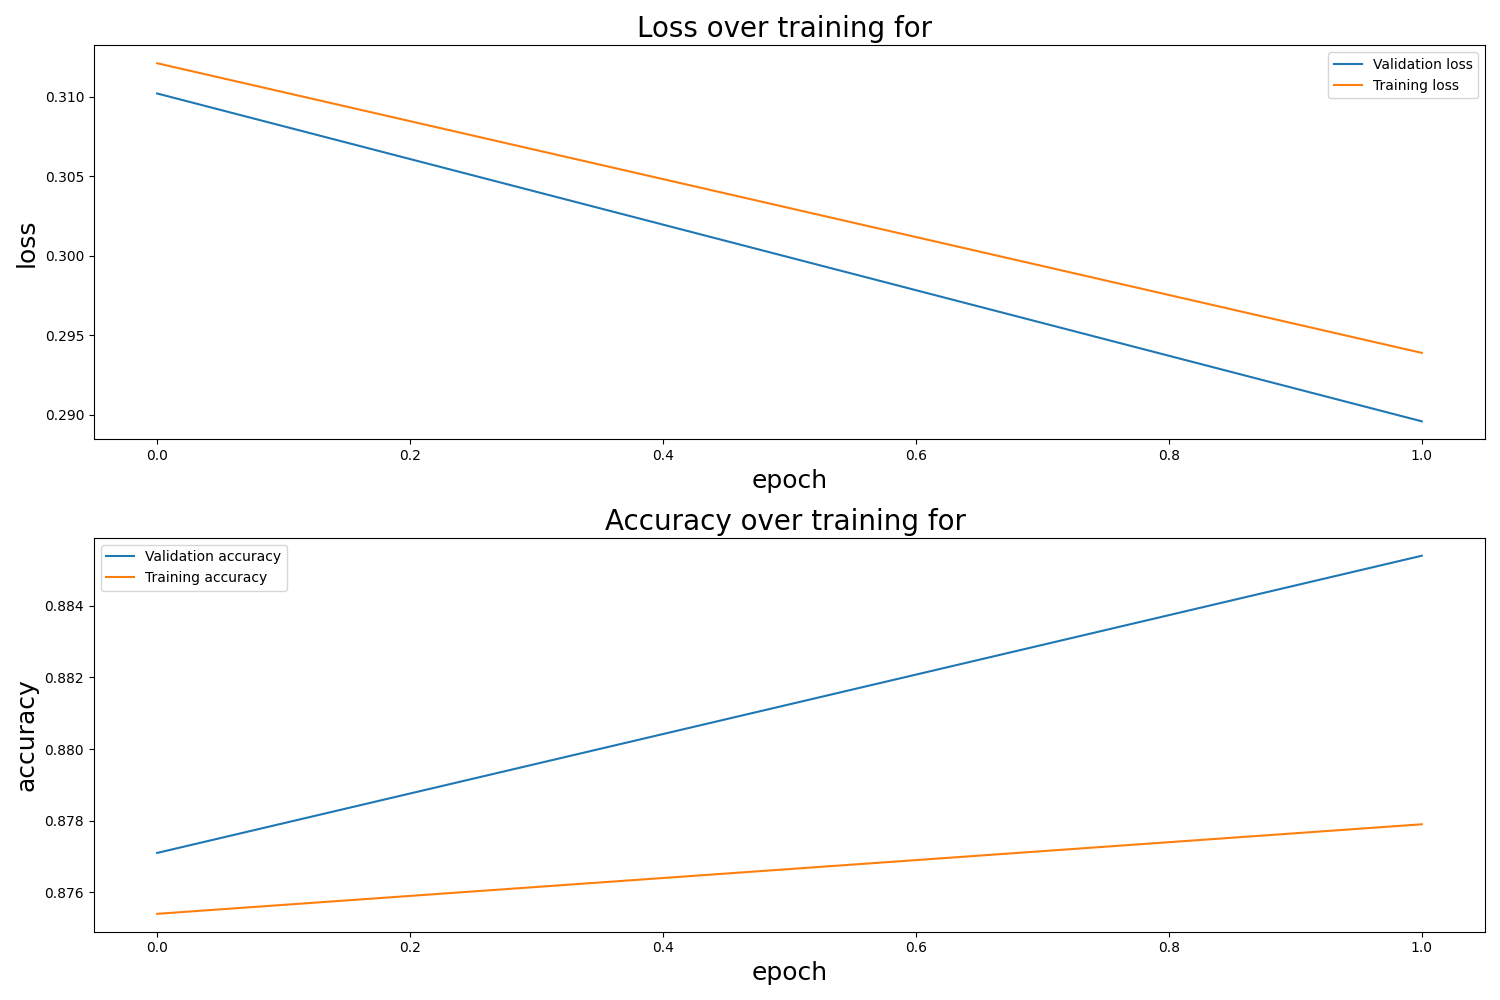 Loss over training for
Validation loss
Training loss
0.310
0.305
0.300
0.295
0.290
loss
0.0 0.2 0.4 0.6 0.8 1.0
epoch
Accuracy over training for
Validation accuracy
Training accuracy
0.884
0.882
0.880
0.878
0.876
accuracy
0.0 0.2 0.4 0.6 0.8 1.0
epoch